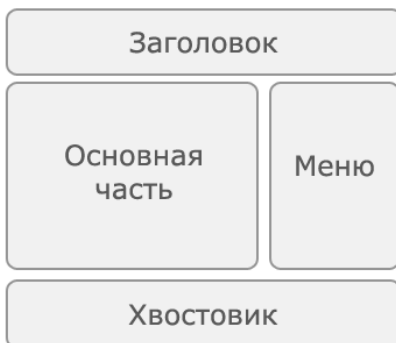 Заголовок
Основная
часть
Меню
Хвостовик